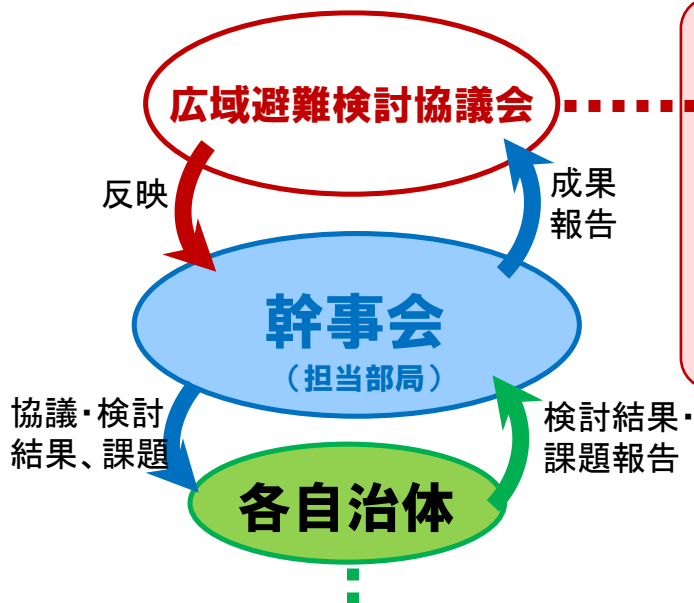 広域避難検討協議会
反映
成果
報告
幹事会
（担当部局）
協議・検討
結果、課題
検討結果・
課題報告
各自治体